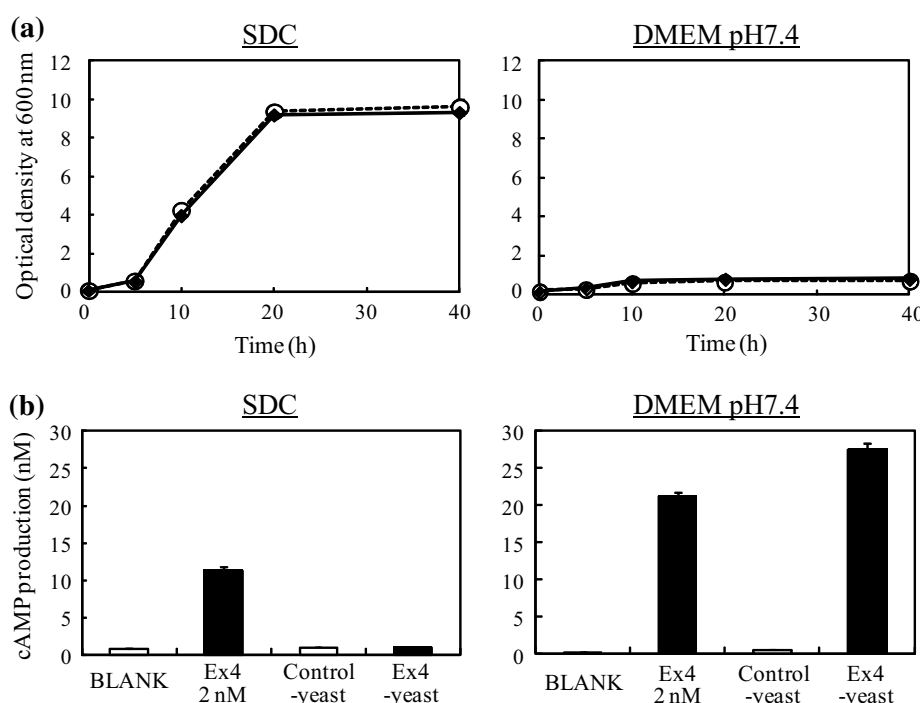 (a)
SDC
DMEM pH7.4
Optical density at 600 nm
12
10
8
6
4
2
0
0 10 20 30 40
Time (h)
12
10
8
6
4
2
0
0 10 20 30 40
Time (h)
(b)
SDC
DMEM pH7.4
cAMP production (nM)
30
25
20
15
10
5
0
BLANK
Ex4
2 nM
Control
-yeast
Ex4
-yeast
30
25
20
15
10
5
0
BLANK
Ex4
2 nM
Control
-yeast
Ex4
-yeast